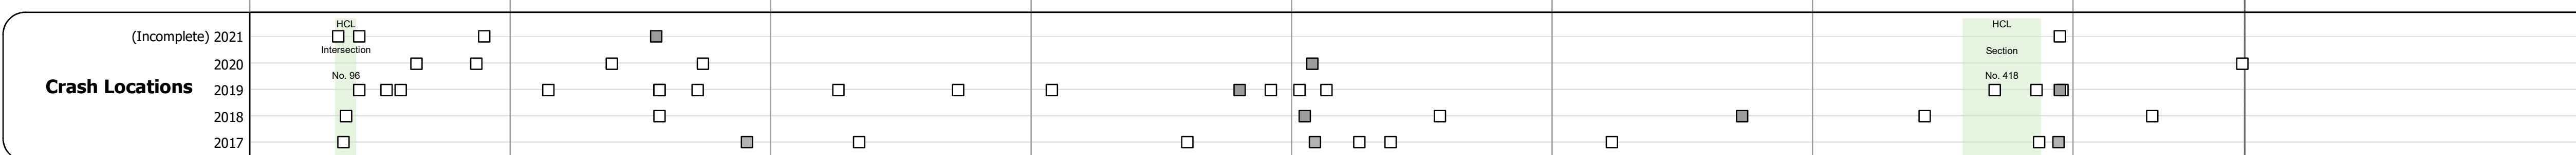 HCL
HCL
(Incomplete) 2021
Intersection
Section
2020
No. 96
No. 418
Crash Locations
2019
2018
2017